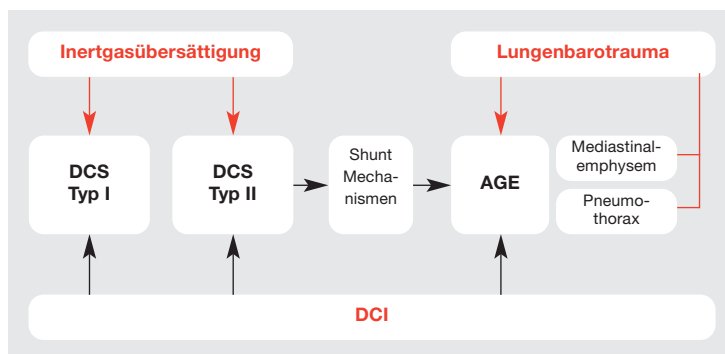 Inertgasübersättigung
Lungenbarotrauma
DCS
Typ I
DCS
Typ II
Shunt
Mecha-
nismen
AGE
Mediastinal-
emphysem
Pneumo-
thorax
DCI